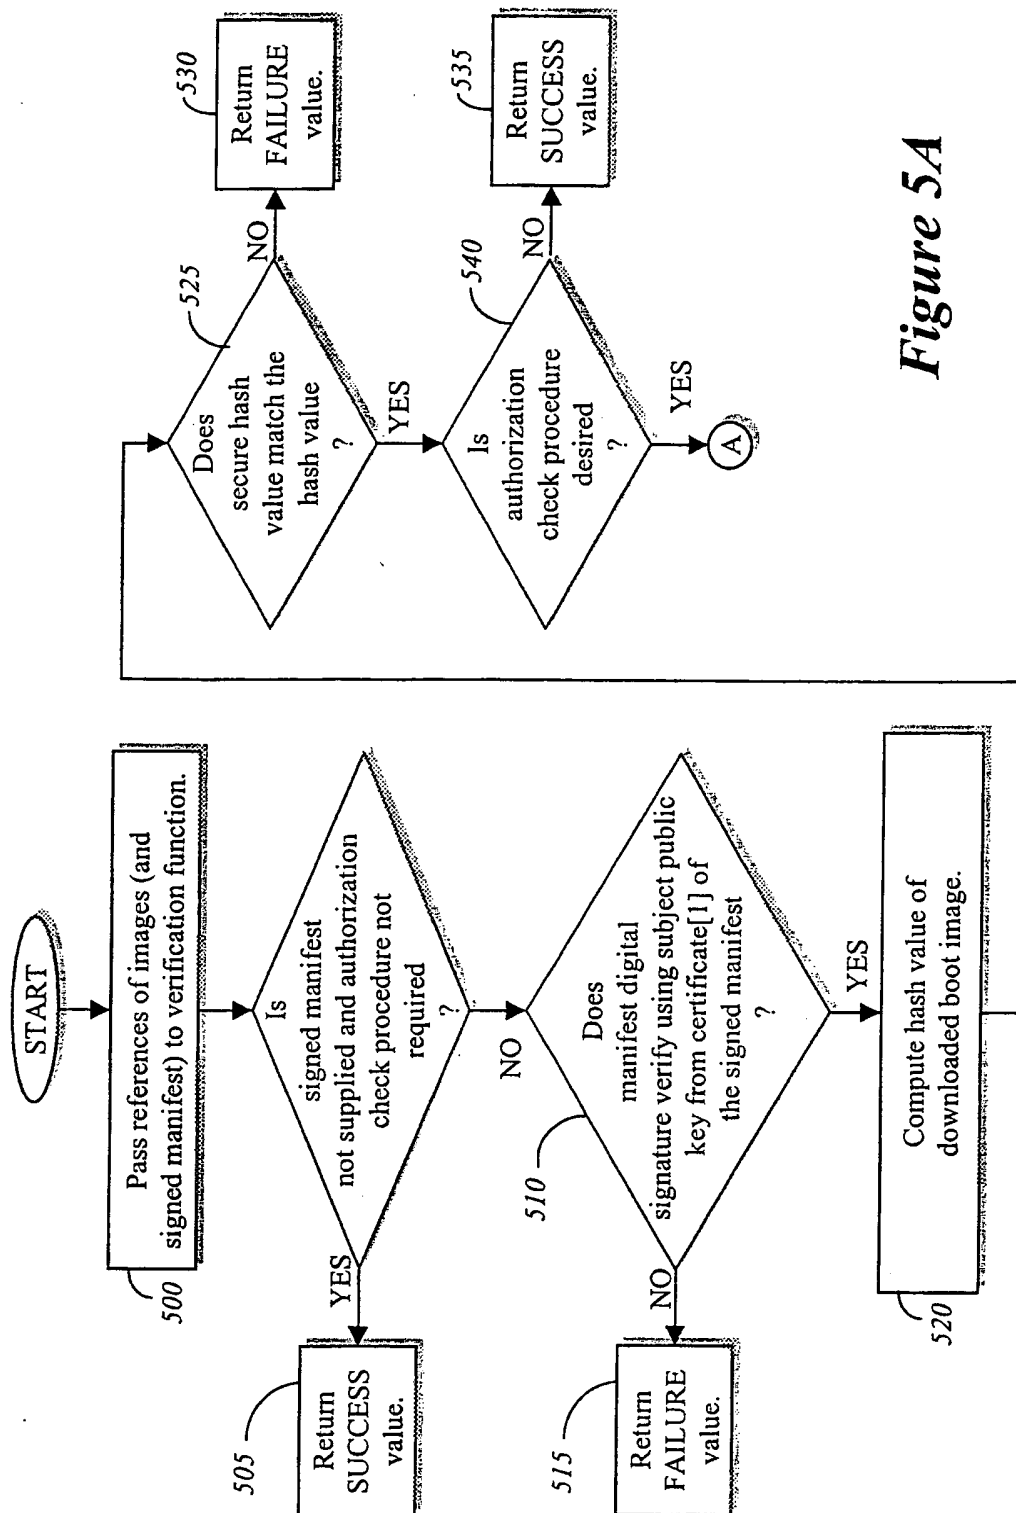 START
Pass references of images (and
signed manifest) to verification function.
500
Is
signed manifest
not supplied and authorization
check procedure not
required
?
YES
Return
SUCCESS
value.
505
NO
Does
manifest digital
signature verify using subject public
key from certificate[1] of
the signed manifest
?
510
NO
Return
FAILURE
value.
515
YES
Compute hash value of
downloaded boot image.
520
Does
secure hash
value match the
hash value
?
525
NO
Return
FAILURE
value.
530
YES
Is
authorization
check procedure
desired
?
540
NO
Return
SUCCESS
value.
535
YES
A
Figure 5A